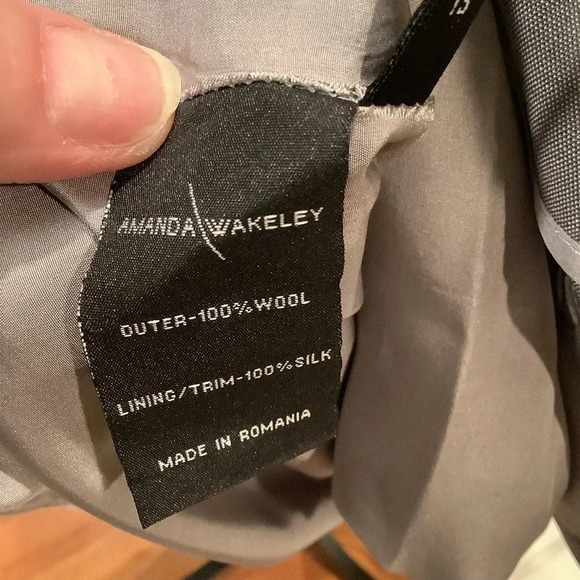 AMANDA WAKELEY
OUTER-100% WOOL
LINING/TRIM-100% SILK
MADE IN ROMANIA